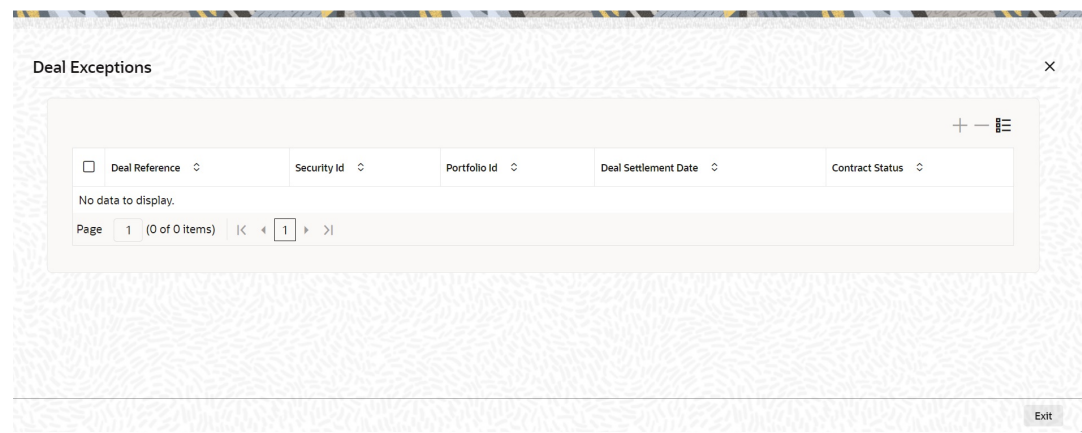 Deal Exceptions
Deal Reference Security Id Portfolio Id Deal Settlement Date Contract Status
No data to display.
Page 1 (0 of 0 items) 1
Exit